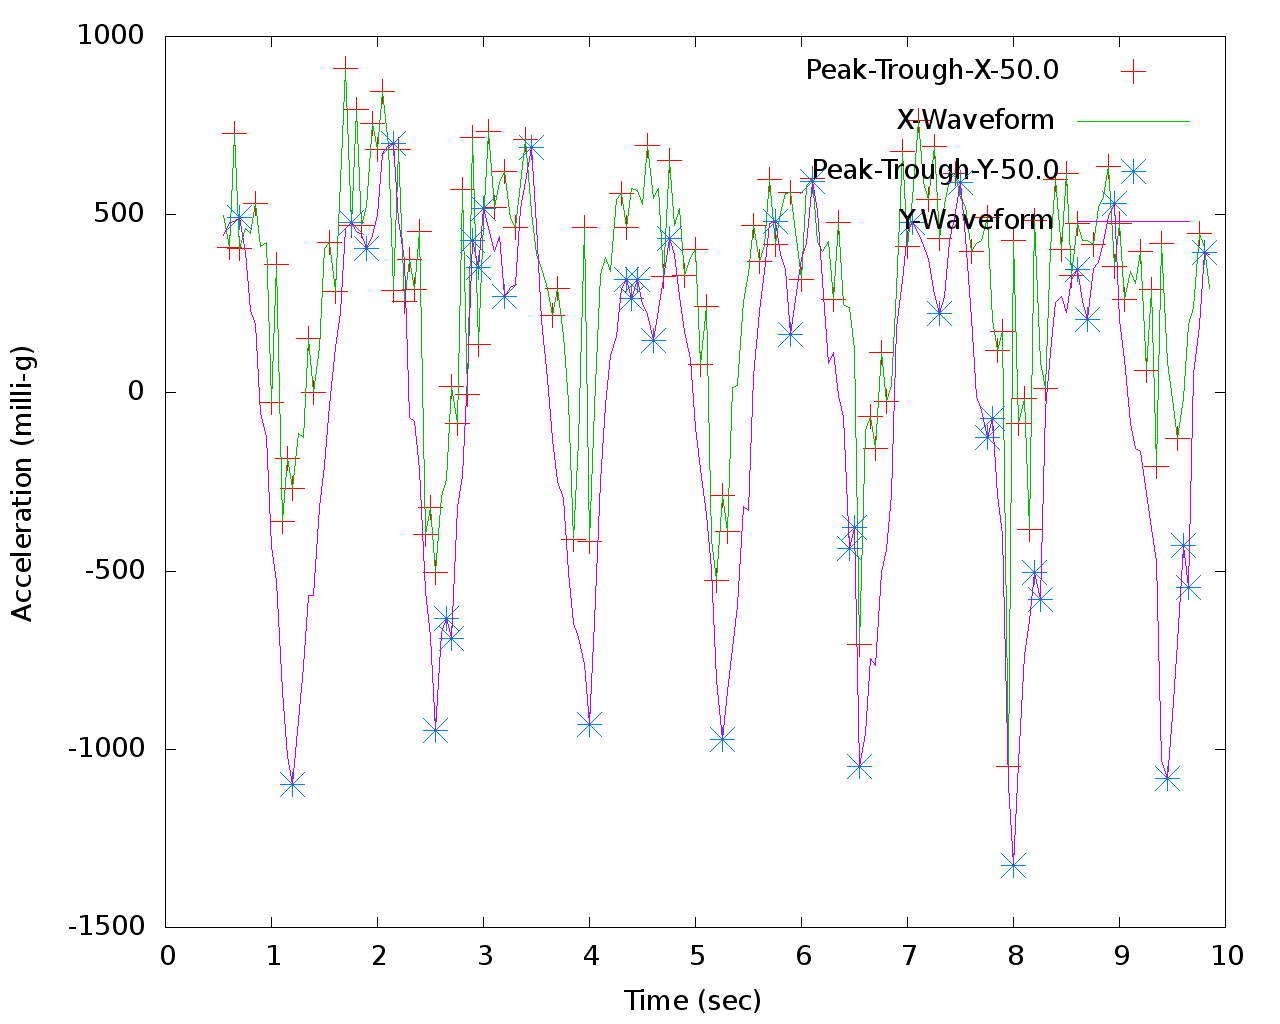 1000
500
0
-500
-1000
-1500
0 1 2 3 4 5 6 7 8 9 10
Acceleration (milli-g)
Time (sec)
Peak-Trough-X-50.0
X-Waveform
Peak-Trough-Y-50.0
Y-Waveform